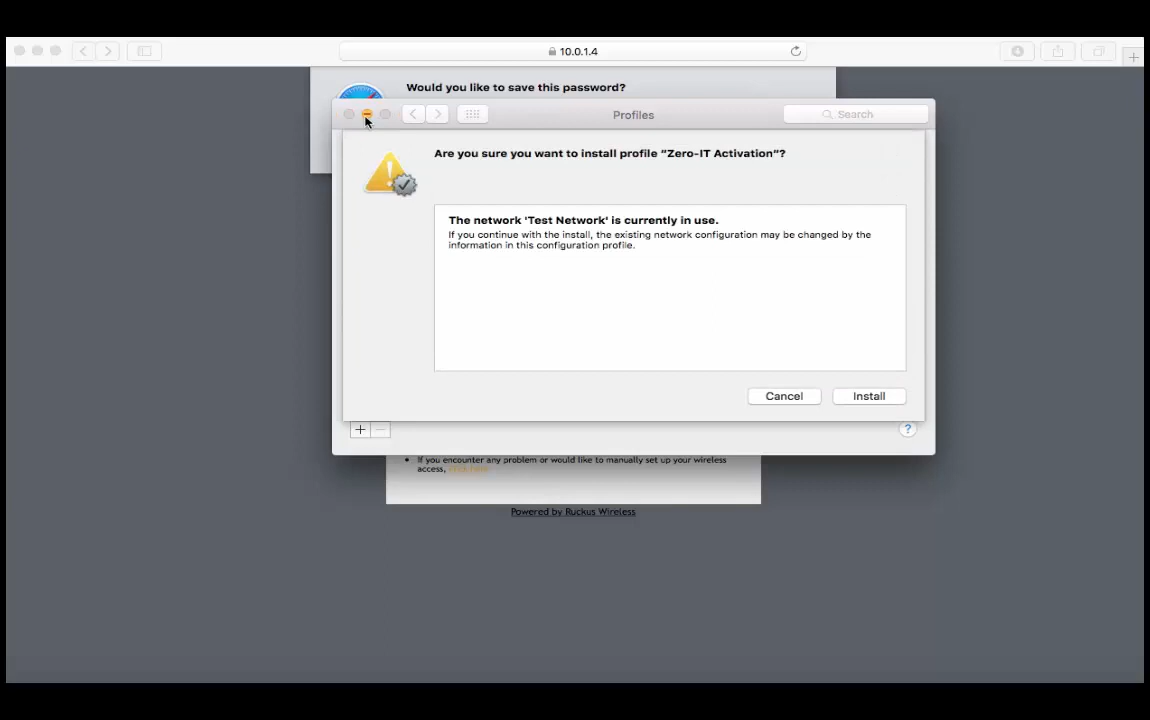 10.0.1.4
Would you like to save this password?
Profiles
Search
Are you sure you want to install profile “Zero-IT Activation”?
The network ‘Test Network’ is currently in use.
If you continue with the install, the existing network configuration may be changed by the
information in this configuration profile.
Cancel
Install
+
?
• If you encounter any problem or would like to manually set up your wireless
access,
Powered by Ruckus Wireless